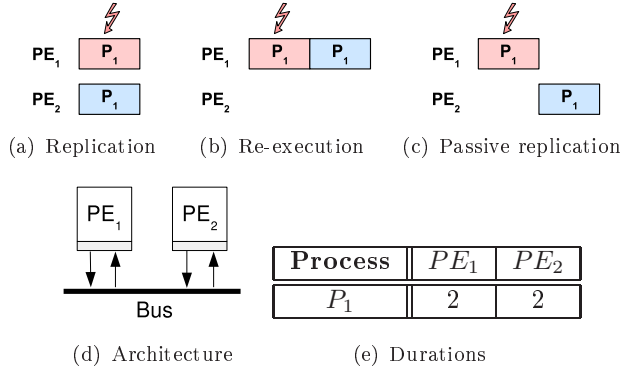 PE1 P1
PE2 P1
(a) Replication
PE1 P1 P1
PE2
(b) Re-execution
PE1 P1
PE2 P1
(c) Passive replication
PE1 PE2
Bus
(d) Architecture
Process PE1 PE2
P1 2 2
(e) Durations